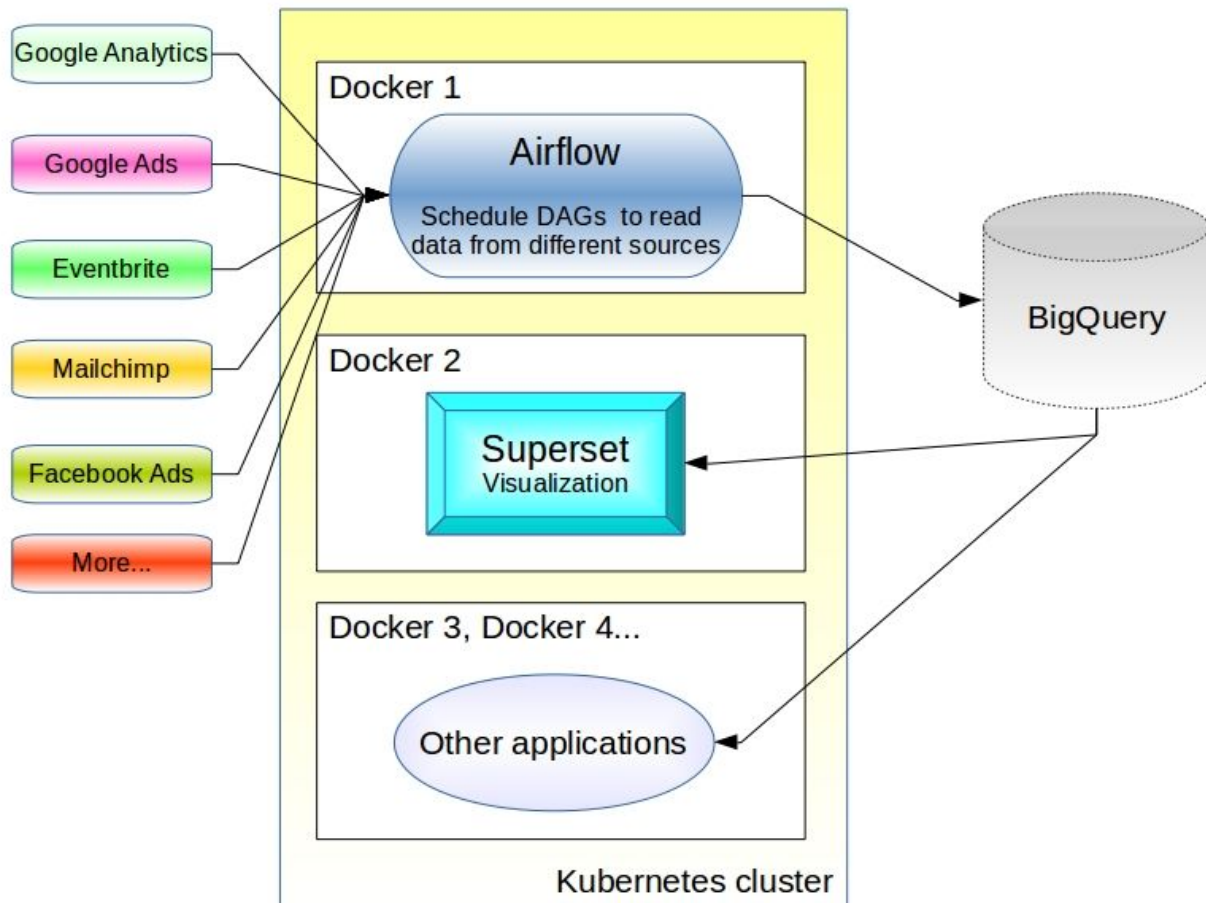 Google Analytics
Google Ads
Eventbrite
Mailchimp
Facebook Ads
More...
Docker 1
Airflow
Schedule DAGs to read
data from different sources
Docker 2
Superset
Visualization
Docker 3, Docker 4...
Other applications
Kubernetes cluster
BigQuery